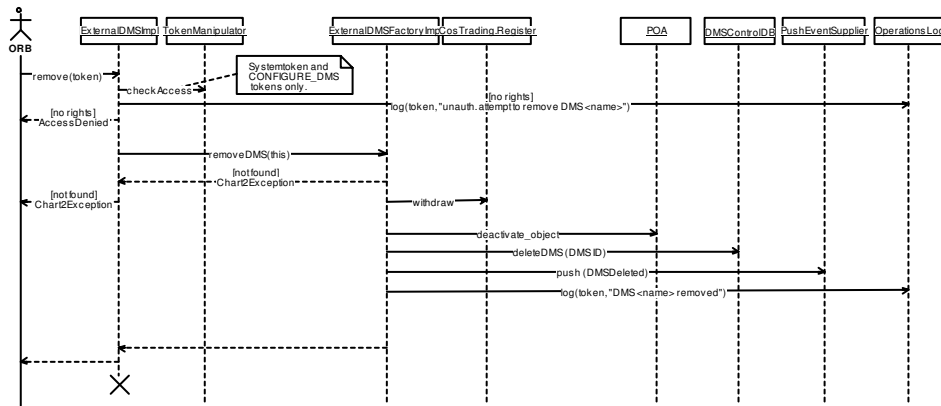 ORB
ExternalDMSImpl
TokenManipulator
ExternalDMSFactoryImpl
CosTrading.Register
POA
DMSControlDB
PushEventSupplier
OperationsLog
remove(token)
Systemtoken and
CONFIGURE_DMS
tokens only.
checkAccess
[no rights]
log(token,"unauth.attempt to remove DMS<name>")
[no rights]
AccessDenied
removeDMS(this)
[not found]
Chart2Exception
[not found]
Chart2Exception
withdraw
deactivate_object
deleteDMS(DMSID)
push (DMSDeleted)
log(token,"DMS<name> removed")